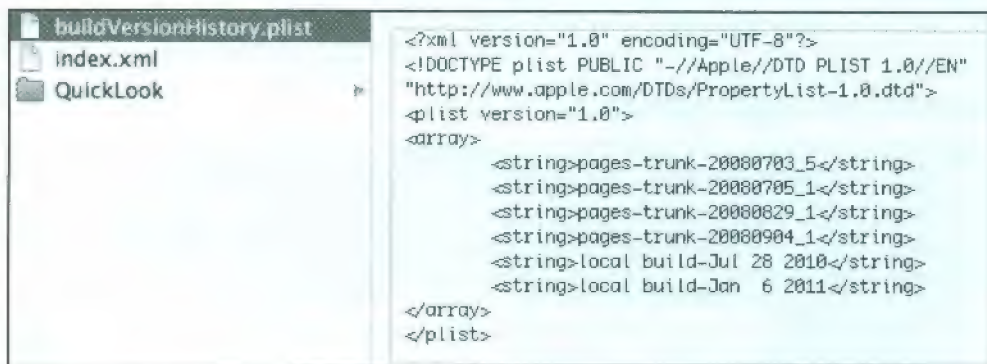 buildVersionHistory.plist
index.xml
QuickLook
<?xml version="1.0" encoding="UTF-8"?>
<!DOCTYPE plist PUBLIC "-//Apple//DTD PLIST 1.0//EN"
"http://www.apple.com/DTDs/PropertyList-1.0.dtd">
<plist version="1.0">
<array>
<string>pages-trunk-20080703_5</string>
<string>pages-trunk-20080705_1</string>
<string>pages-trunk-20080829_1</string>
<string>pages-trunk-20080904_1</string>
<string>local build-Jul 28 2010</string>
<string>local build-Jan  6 2011</string>
</array>
</plist>